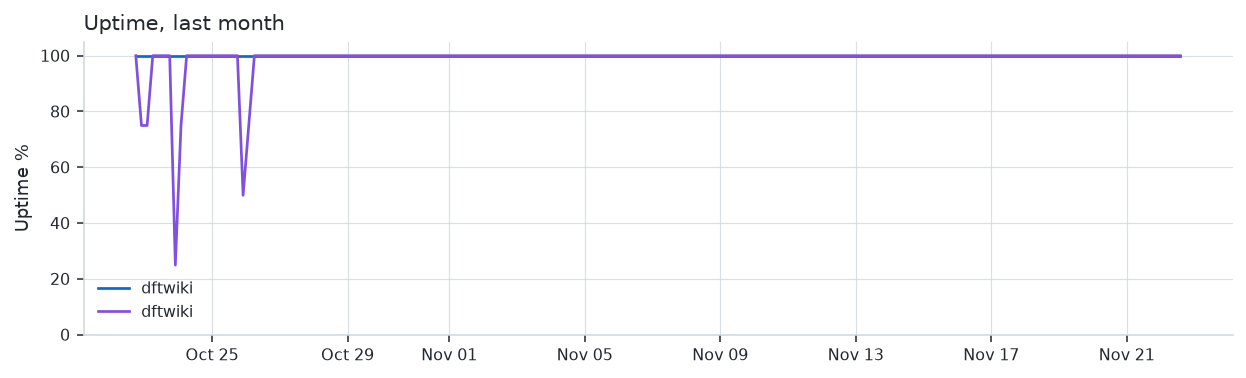 Uptime, last month
Uptime %
100
80
60
40
20
0
dftwiki
dftwiki
Oct 25 Oct 29 Nov 01 Nov 05 Nov 09 Nov 13 Nov 17 Nov 21